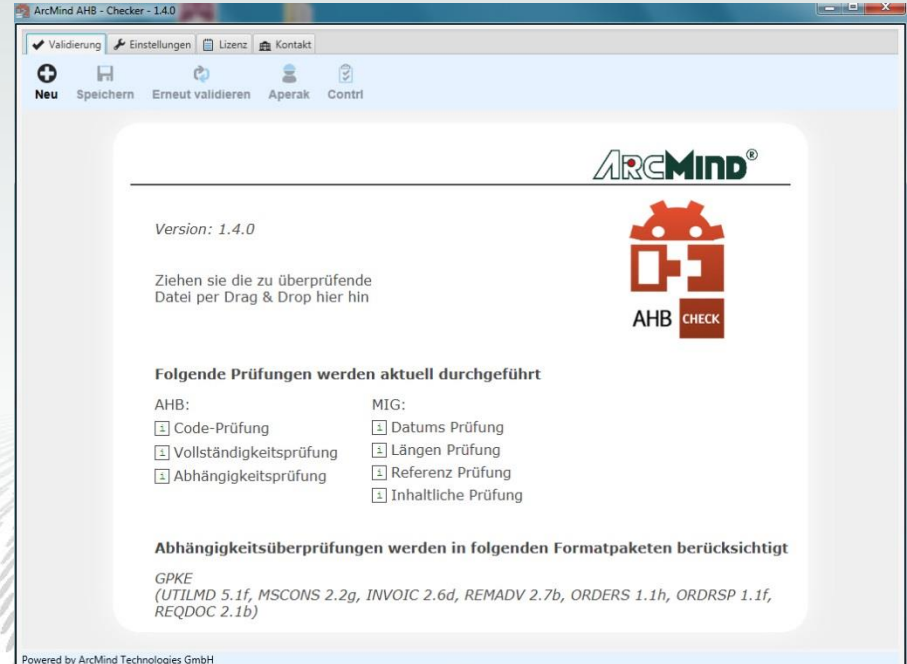 ArcMind AHB - Checker - 1.4.0
Validierung Einstellungen Lizenz Kontakt
Neu Speichern Erneut validieren Aperak Contrl
ARCMIND®
Version: 1.4.0
Ziehen sie die zu überprüfende
Datei per Drag & Drop hier hin
AHB CHECK
Folgende Prüfungen werden aktuell durchgeführt
AHB: MIG:
i Code-Prüfung i Datums Prüfung
i Vollständigkeitsprüfung i Längen Prüfung
i Abhängigkeitsprüfung i Referenz Prüfung
i Inhaltliche Prüfung
Abhängigkeitsüberprüfungen werden in folgenden Formatpaketen berücksichtigt
GPKE
(UTILMD 5.1f, MSCONS 2.2g, INVOIC 2.6d, REMADV 2.7b, ORDERS 1.1h, ORDRSP 1.1f,
REQDOC 2.1b)
Powered by ArcMind Technologies GmbH